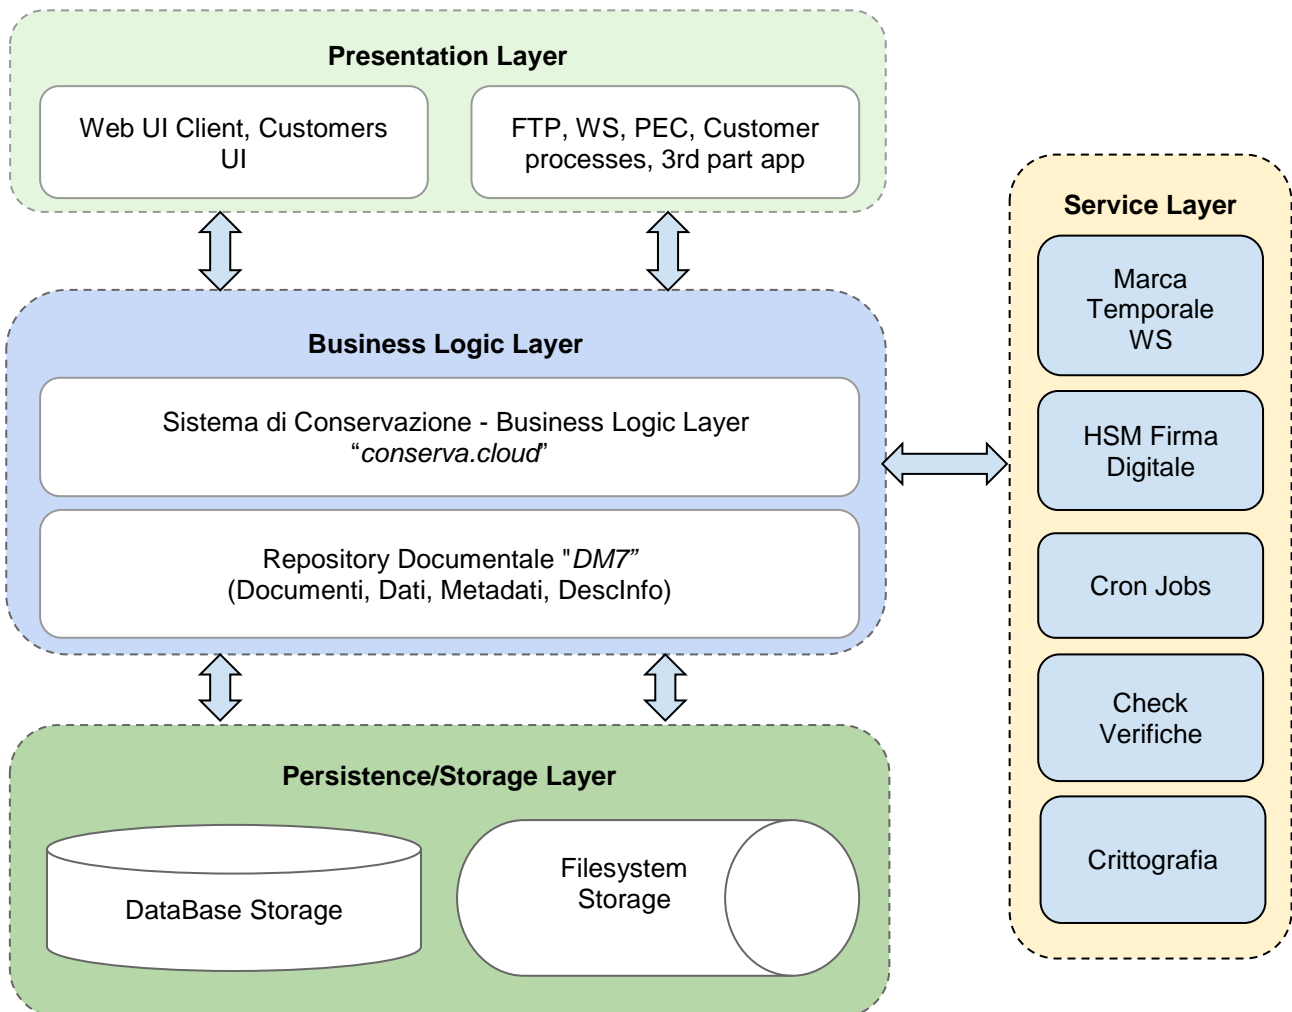 Presentation Layer
Web UI Client, Customers
UI
FTP, WS, PEC, Customer
processes, 3rd part app
Business Logic Layer
Sistema di Conservazione - Business Logic Layer
“conserva.cloud”
Repository Documentale "DM7”
(Documenti, Dati, Metadati, DescInfo)
Persistence/Storage Layer
DataBase Storage
Filesystem
Storage
Service Layer
Marca
Temporale
WS
HSM Firma
Digitale
Cron Jobs
Check
Verifiche
Crittografia